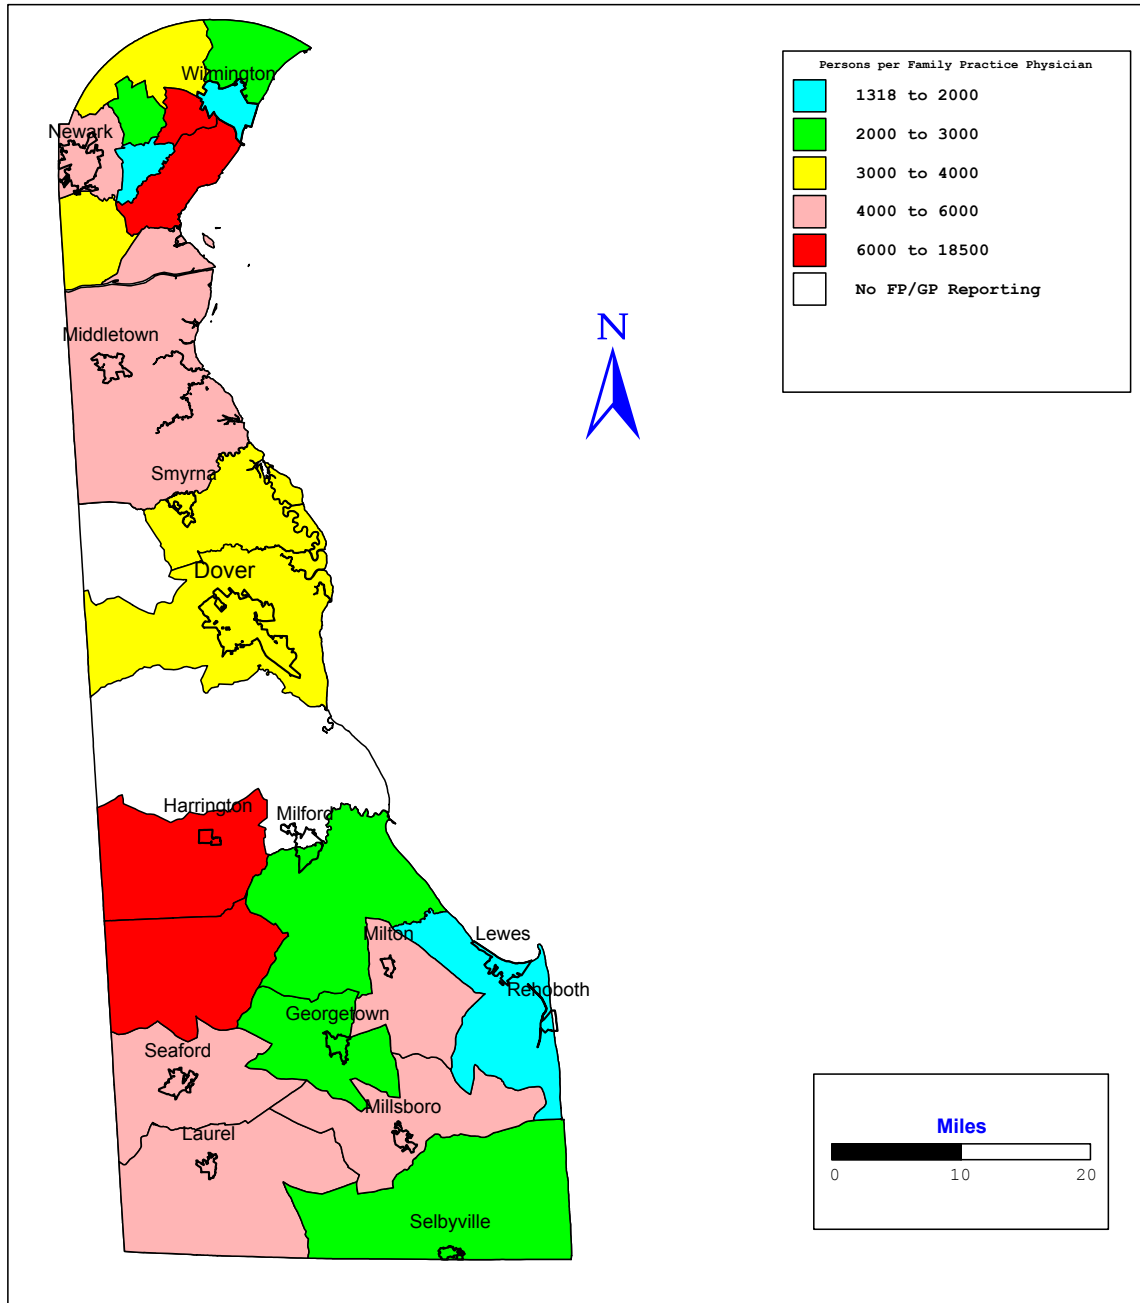 Wilmington
Persons per Family Practice Physician
1318 to 2000
2000 to 3000
3000 to 4000
4000 to 6000
6000 to 18500
No FP/GP Reporting
Newark
N
Middletown
Smyrna
Dover
Harrington
Milford
Milton
Lewes
Rehoboth
Georgetown
Seaford
Millsboro
Laurel
Selbyville
Miles
0 10 20